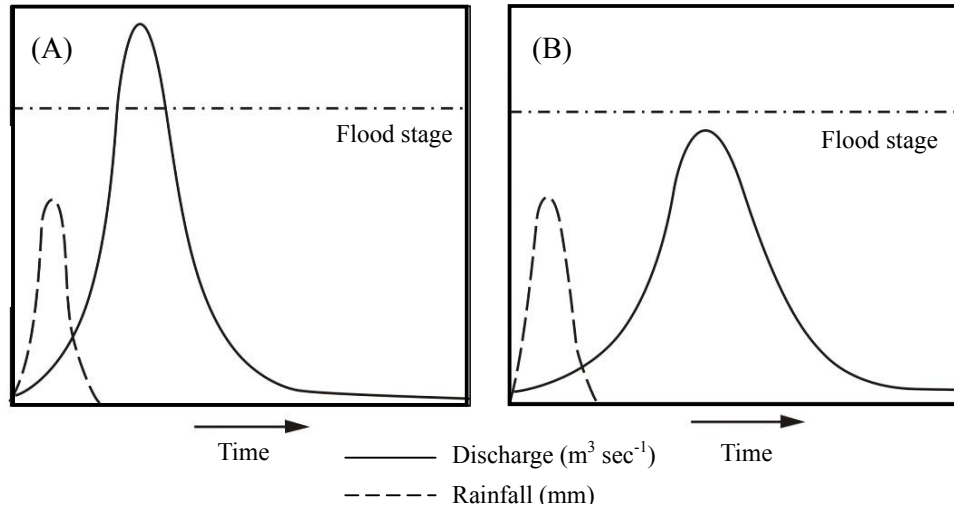 (A)
Flood stage
Time
(B)
Flood stage
Time
Discharge (m³ sec⁻¹)
Rainfall (mm)